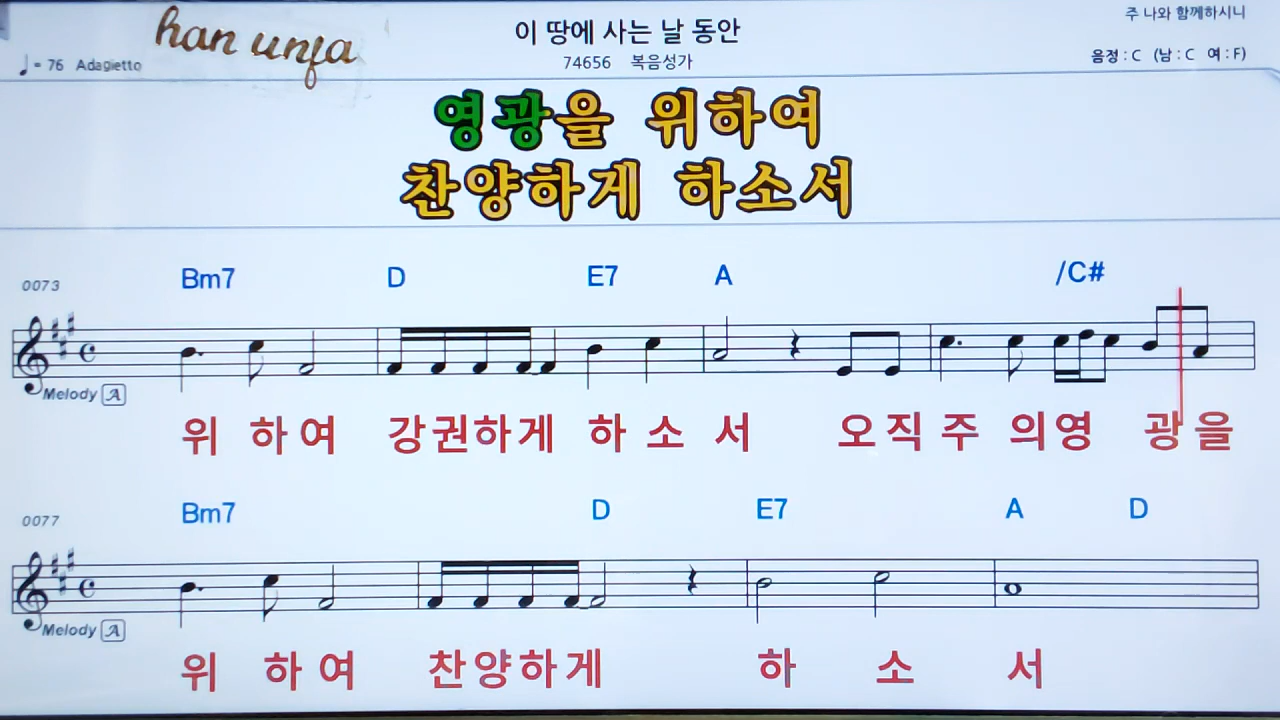 han unfa
이 땅에 사는 날 동안
주 나와 함께하시니
♩= 76 Adagietto
74656 복음성가
음정 : C (남 : C 여 : F)
영광을 위하여
찬양하게 하소서
0073 Bm7 D E7 A /C#
Melody A
위 하 여 강권하게 하 소 서 오 직 주 의 영 광 을
0077 Bm7 D E7 A D
Melody A
위 하 여 찬양하게 하 소 서